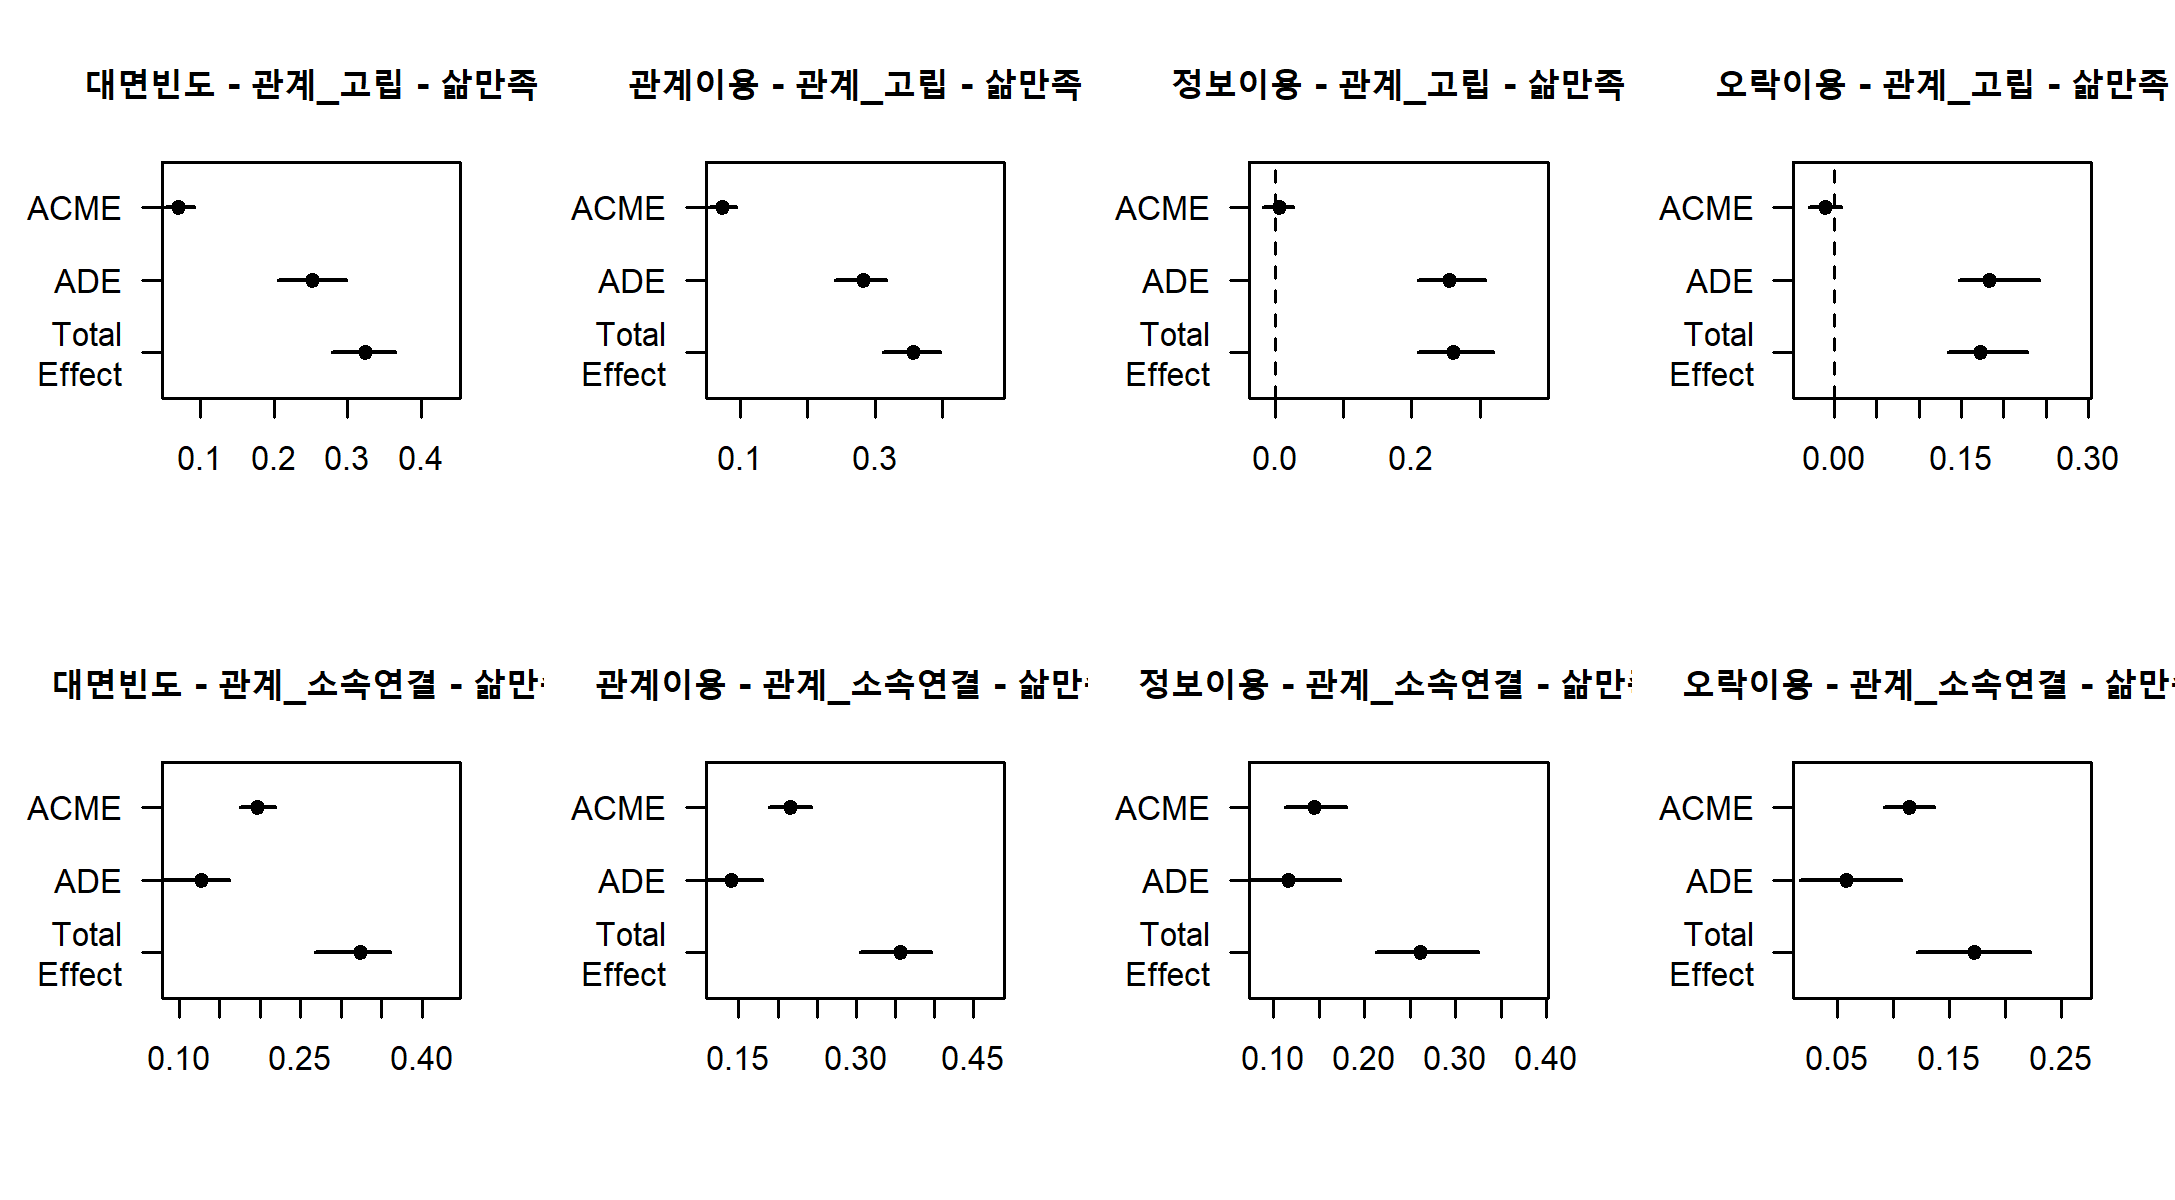 대면빈도 - 관계_고립 - 삶만족
ACME
ADE
Total
Effect
0.1 0.2 0.3 0.4
관계이용 - 관계_고립 - 삶만족
ACME
ADE
Total
Effect
0.1 0.3
정보이용 - 관계_고립 - 삶만족
ACME
ADE
Total
Effect
0.0 0.2
오락이용 - 관계_고립 - 삶만족
ACME
ADE
Total
Effect
0.00 0.15 0.30
대면빈도 - 관계_소속연결 - 삶만
ACME
ADE
Total
Effect
0.10 0.25 0.40
관계이용 - 관계_소속연결 - 삶만
ACME
ADE
Total
Effect
0.15 0.30 0.45
정보이용 - 관계_소속연결 - 삶만
ACME
ADE
Total
Effect
0.10 0.20 0.30 0.40
오락이용 - 관계_소속연결 - 삶만
ACME
ADE
Total
Effect
0.05 0.15 0.25